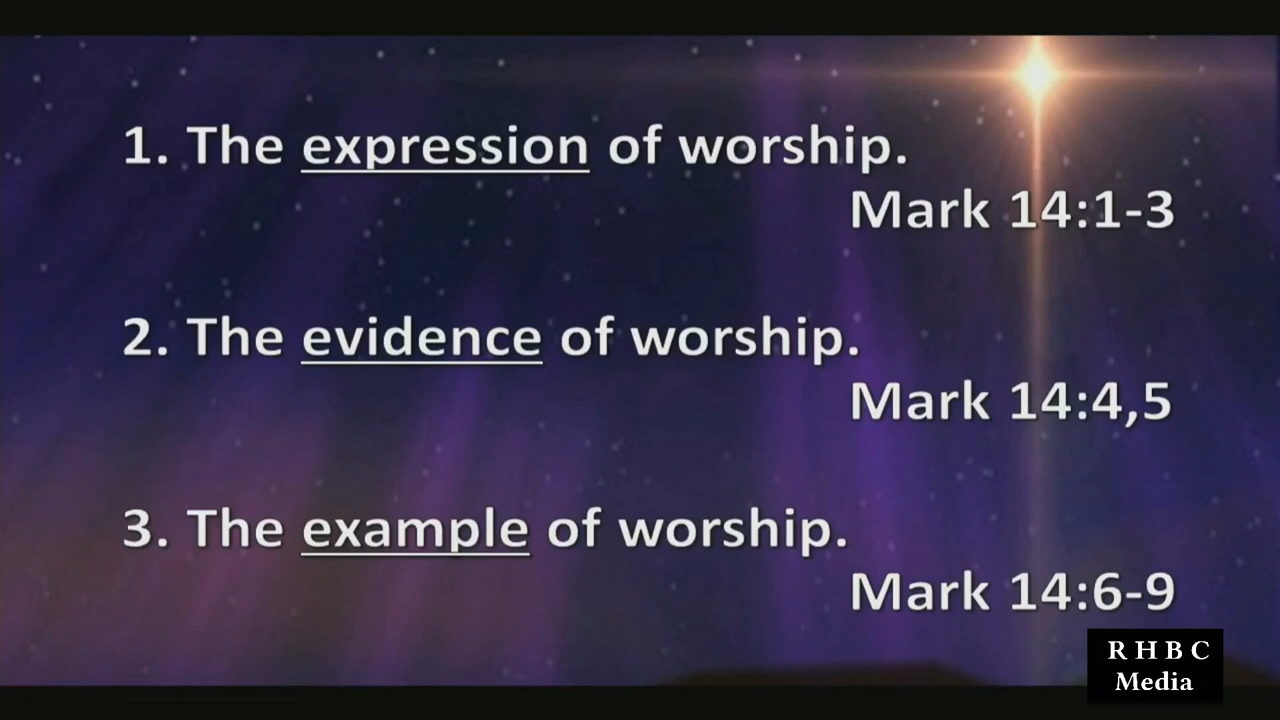 1. The expression of worship.
Mark 14:1-3
2. The evidence of worship.
Mark 14:4,5
3. The example of worship.
Mark 14:6-9
R H B C
Media